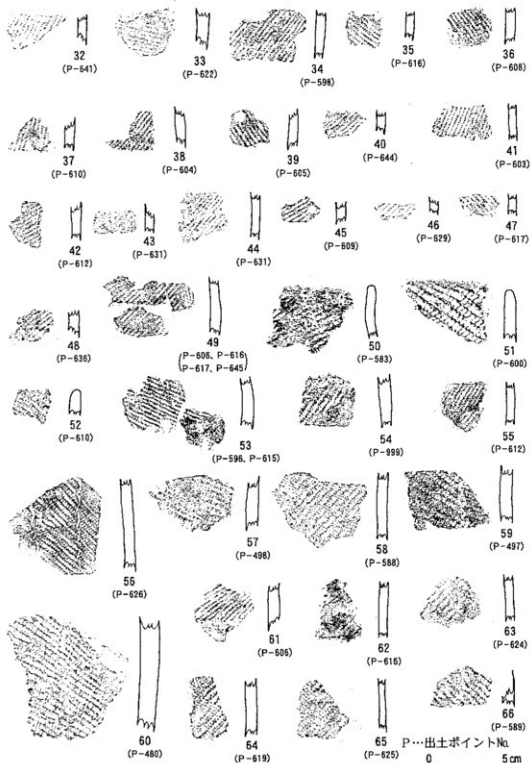 32 33 34 35 36
(P-641) (P-622) (P-598) (P-616) (P-608)
37 38 39 40 41
(P-610) (P-604) (P-605) (P-644) (P-603)
42 43 44 45 46 47
(P-612) (P-631) (P-631) (P-609) (P-629) (P-617)
48 49 50 51
(P-636) (P-606、P-616 (P-583) (P-600)
P-617、P-645)
52 53 54 55
(P-610) (P-596、P-615) (P-999) (P-612)
56 57 58 59
(P-626) (P-498) (P-588) (P-497)
61 62 63
(P-606) (P-616) (P-624)
60 64 65 66
(P-480) (P-619) (P-625) (P-589)
P…出土ポイントNo.
0 5cm